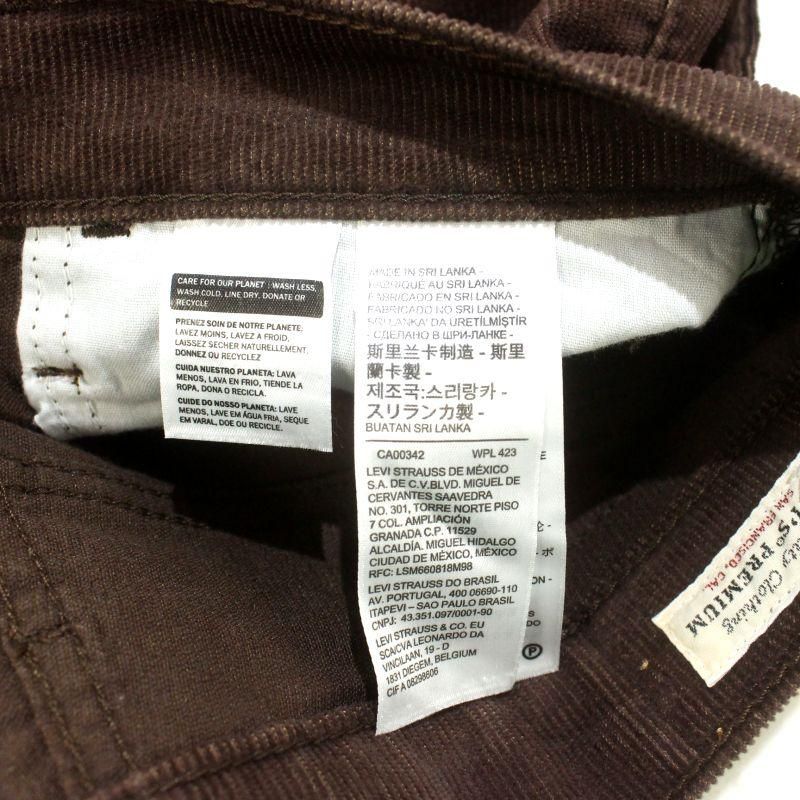 CARE FOR OUR PLANET : WASH LESS,
WASH COLD, LINE DRY, DONATE OR
RECYCLE
PRENEZ SOIN DE NOTRE PLANETE:
LAVEZ MOINS, LAVEZ A FROID,
LAISSEZ SÉCHER NATURELLEMENT,
DONNEZ OU RECYCLEZ
CUIDA NUESTRO PLANETA: LAVA
MENOS, LAVA EN FRIO, TIENDE LA
ROPA, DONA O RECICLA.
CUIDE DO NOSSO PLANETA: LAVE
MENOS, LAVE EM ÁGUA FRIA, SEQUE
EM VARAL, DOE OU RECICLE.
MADE IN SRI LANKA -
FABRIQUÉ AU SRI LANKA -
FABRICADO EN SRI LANKA -
FABRICADO NO SRI LANKA -
SRI LANKA' DA ÜRETİLMİŞTİR
- СДЕЛАНО В ШРИ-ЛАНКЕ -
斯里兰卡制造 - 斯里
蘭卡製 -
제조국:스리랑카 -
スリランカ製 -
BUATAN SRI LANKA
CA00342 WPL 423
LEVI STRAUSS DE MÉXICO
S.A. DE C.V.BLVD. MIGUEL DE
CERVANTES SAAVEDRA
NO. 301, TORRE NORTE PISO
7 COL. AMPLIACIÓN
GRANADA C.P. 11529
ALCALDÍA. MIGUEL HIDALGO
CIUDAD DE MÉXICO, MÉXICO
RFC: LSM660818M98
LEVI STRAUSS DO BRASIL
AV. PORTUGAL, 400 06690-110
ITAPEVI – SAO PAULO BRASIL
CNPJ: 43.351.097/0001-90
LEVI STRAUSS & CO. EU
SCA/CVA LEONARDO DA
VINCILAAN, 19 - D
1831 DIEGEM, BELGIUM
CIF A 08298606
E
ION -
DO
P
SAN FRANCISCO, CAL
PREMIUM
Clothing